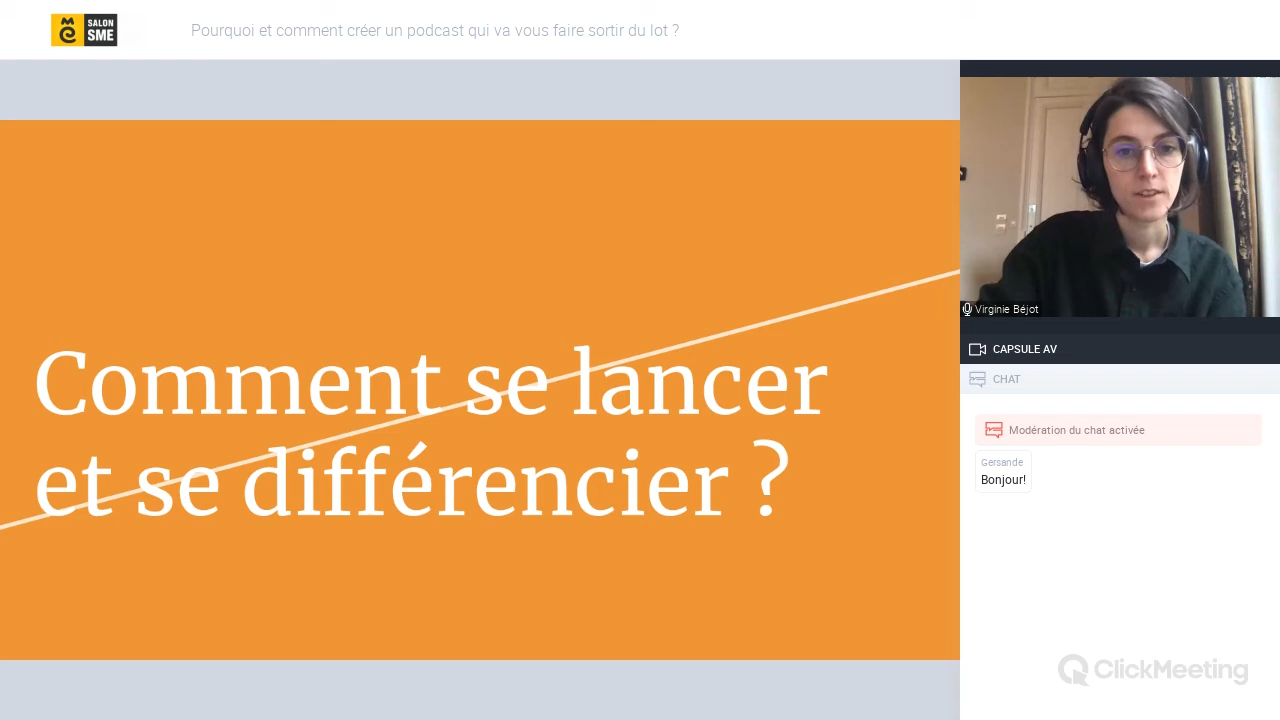 SALON
SME
Pourquoi et comment créer un podcast qui va vous faire sortir du lot ?
Comment se lancer
et se différencier ?
Virginie Béjot
CAPSULE AV
CHAT
Modération du chat activée
Gersande
Bonjour!
ClickMeeting